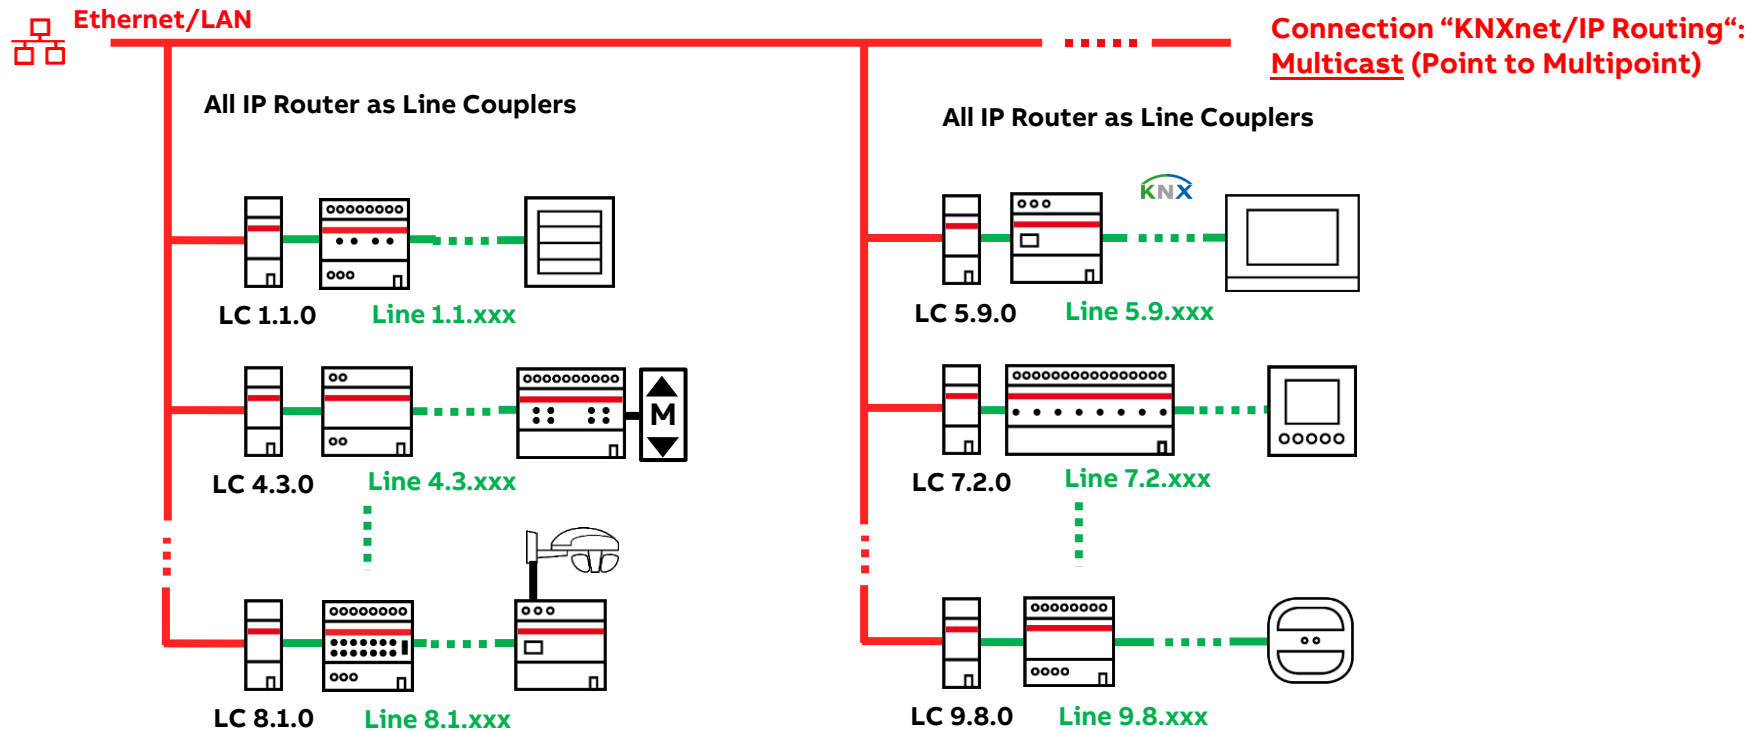 Ethernet/LAN
Connection “KNXnet/IP Routing“:
Multicast (Point to Multipoint)
All IP Router as Line Couplers
All IP Router as Line Couplers
KNX
LC 1.1.0
Line 1.1.xxx
LC 5.9.0
Line 5.9.xxx
M
LC 4.3.0
Line 4.3.xxx
LC 7.2.0
Line 7.2.xxx
LC 8.1.0
Line 8.1.xxx
LC 9.8.0
Line 9.8.xxx